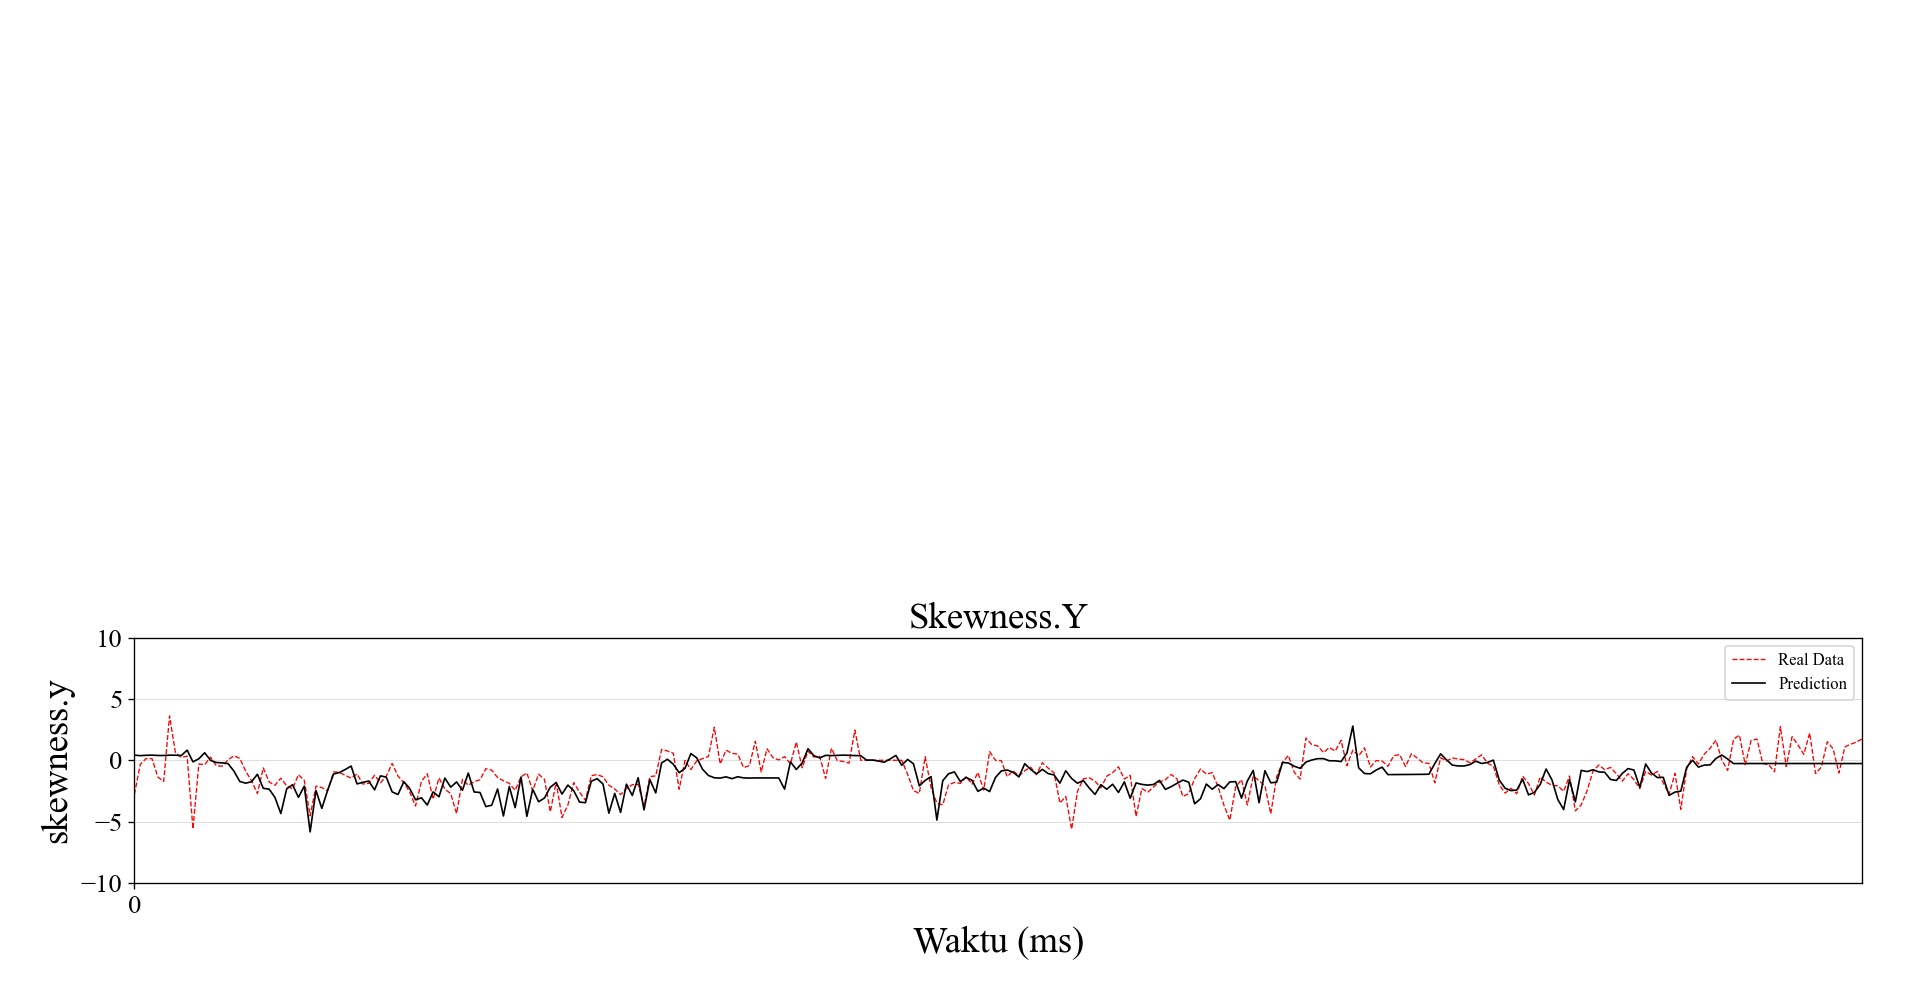 Skewness.Y
10
5
0
−5
−10
skewness.y
Real Data
Prediction
0
Waktu (ms)